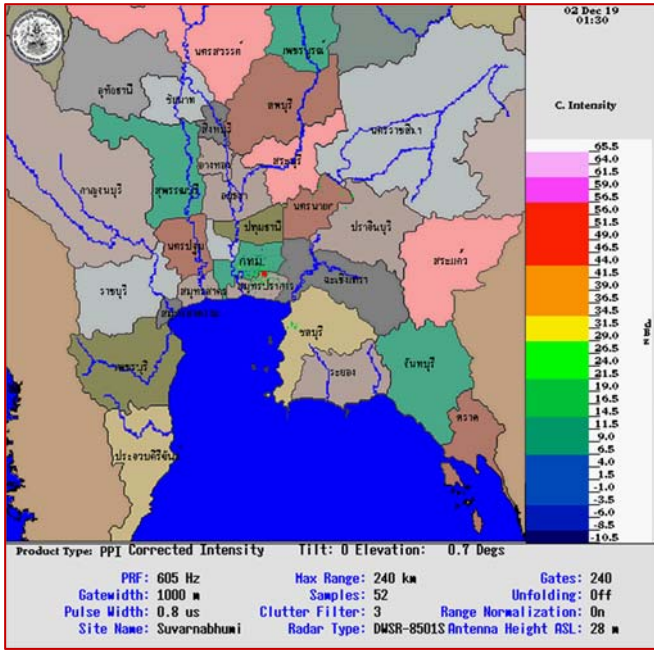 02 Dec 19
01:30
C. Intensity
นครสวรรค์
เพชรบูรณ์
อุทัยธานี
ชัยนาท
ลพบุรี
สิงห์บุรี
นครราชสีมา
อ่างทอง
สระบุรี
กาญจนบุรี
สุพรรณบุรี
อยุธยา
นครนายก
ปทุมธานี
ปราจีนบุรี
นครปฐม
กทม.
สระแก้ว
ราชบุรี
สมุทรสาคร
สมุทรปราการ
ฉะเชิงเทรา
เพชรบุรี
ชลบุรี
จันทบุรี
ระยอง
ตราด
ประจวบคีรีขันธ์
65.5
64.0
61.5
59.0
56.5
56.0
51.5
49.0
46.5
44.0
41.5
39.0
36.5
34.0
31.5
29.0
26.5
24.0
21.5
19.0
16.5
14.0
11.5
9.0
6.5
4.0
1.5
-1.0
-3.5
-6.0
-8.5
-10.5
Product Type: PPI Corrected Intensity Tilt: 0 Elevation: 0.7 Degs
PRF: 605 Hz Max Range: 240 km Gates: 240
Gatewidth: 1000 m Samples: 52 Unfolding: Off
Pulse Width: 0.8 us Clutter Filter: 3 Range Normalization: On
Site Name: Suvarnabhumi Radar Type: DWSR-8501S Antenna Height ASL: 28 m